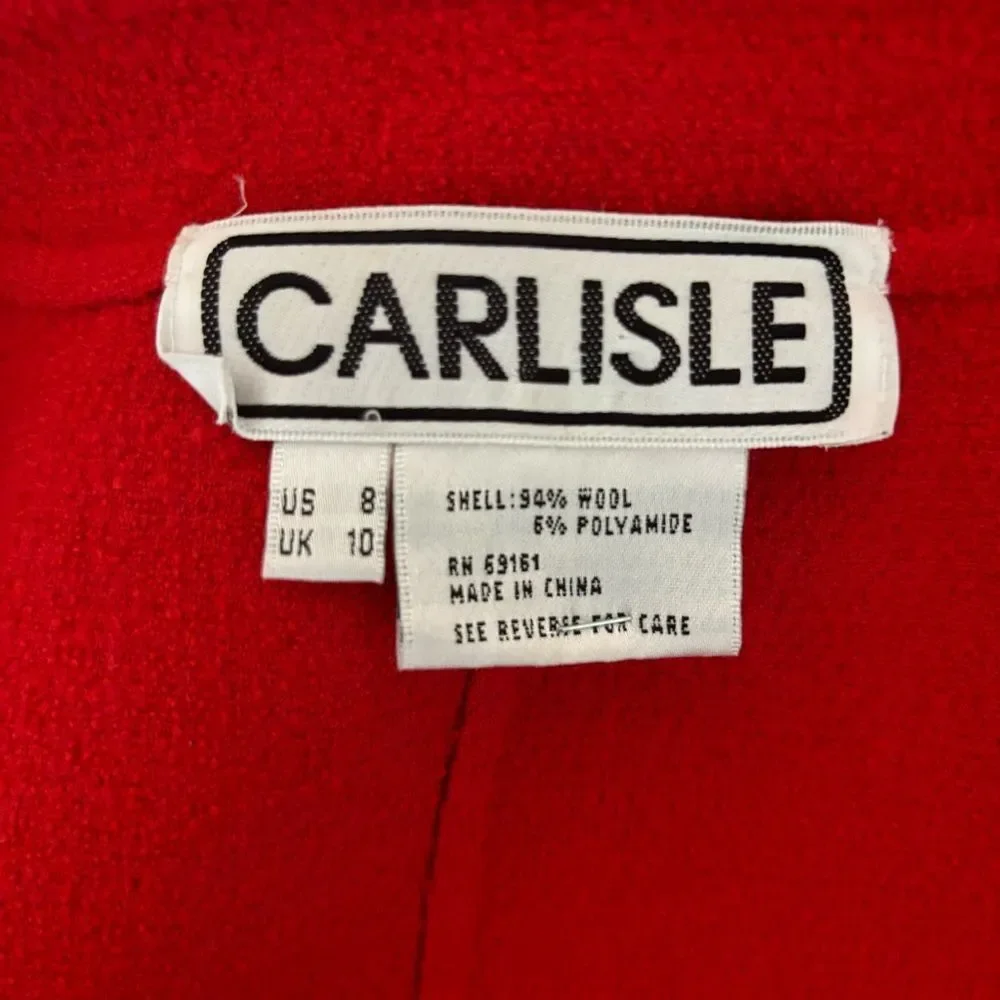 CARLISLE
US 8
UK 10
SHELL: 94% WOOL
6% POLYAMIDE
RN 69161
MADE IN CHINA
SEE REVERSE FOR CARE